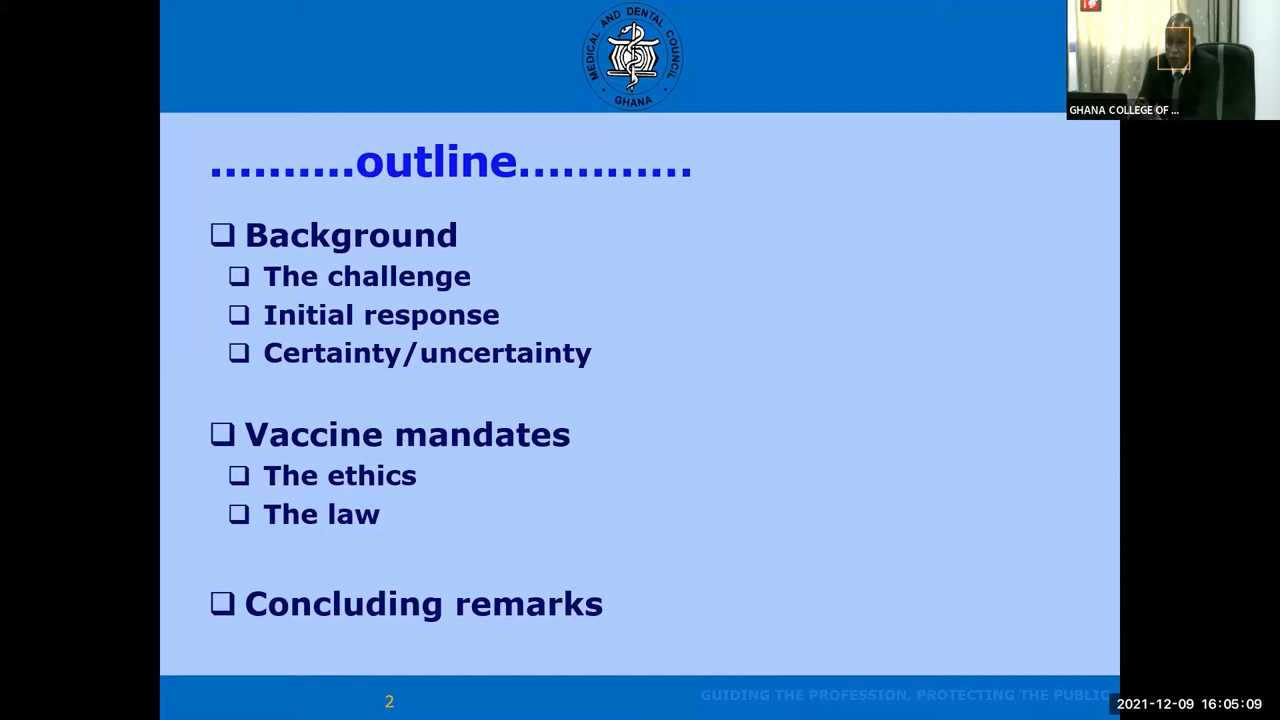 MEDICAL AND DENTAL COUNCIL
GHANA
GHANA COLLEGE OF ...
..........outline............
Background
The challenge
Initial response
Certainty/uncertainty
Vaccine mandates
The ethics
The law
Concluding remarks
2
GUIDING THE PROFESSION, PROTECTING THE PUBLIC
2021-12-09 16:05:09